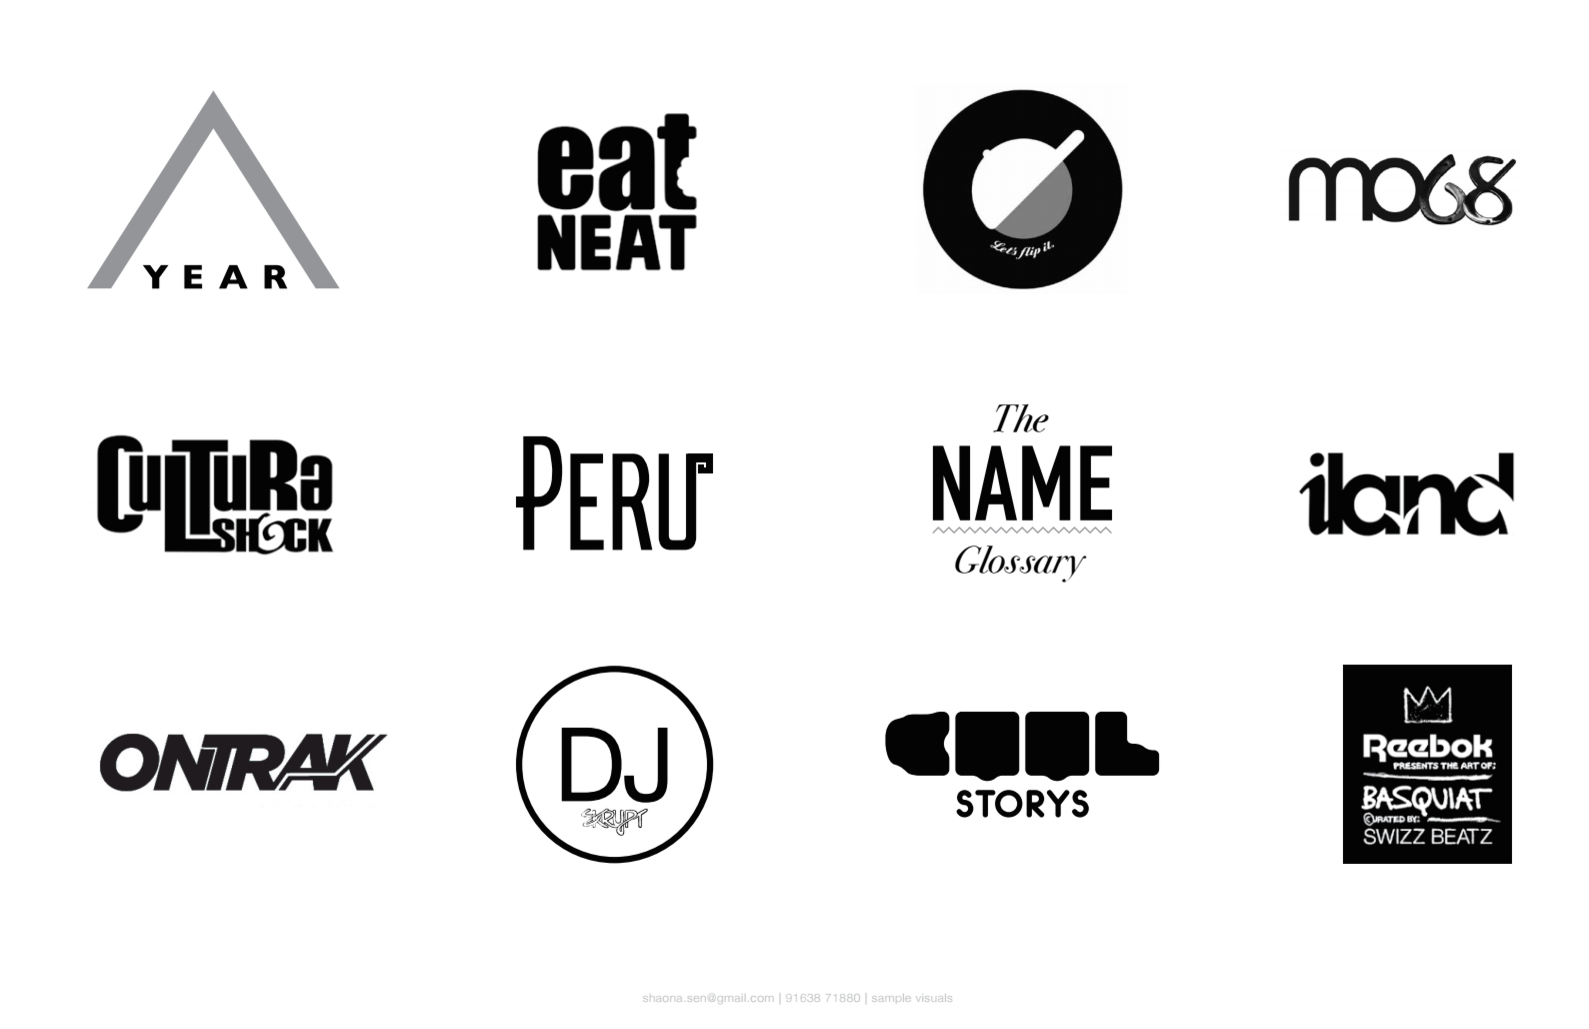 YEAR
eat
NEAT
Let's flip it.
mo68
CuLTuRa
SHOCK
PERU
The
NAME
Glossary
iland
ONTRAK
DJ
SKRYPT
COOL
STORYS
Reebok
PRESENTS THE ART OF:
BASQUIAT
CURATED BY:
SWIZZ BEATZ
shaona.sen@gmail.com | 91638 71880 | sample visuals